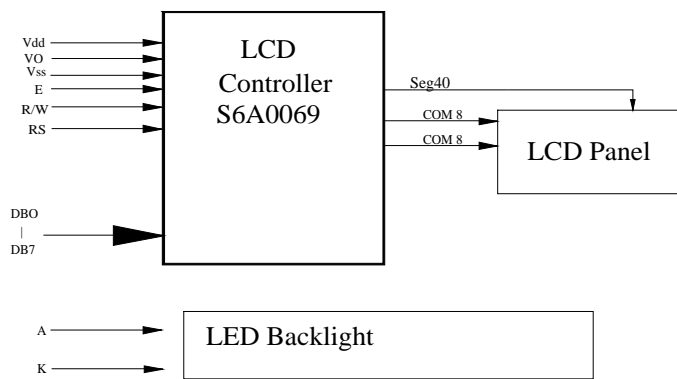 Vdd
VO
Vss
E
R/W
RS
DBO
|
DB7
LCD
Controller
S6A0069
Seg40
COM 8
COM 8
LCD Panel
A
K
LED Backlight